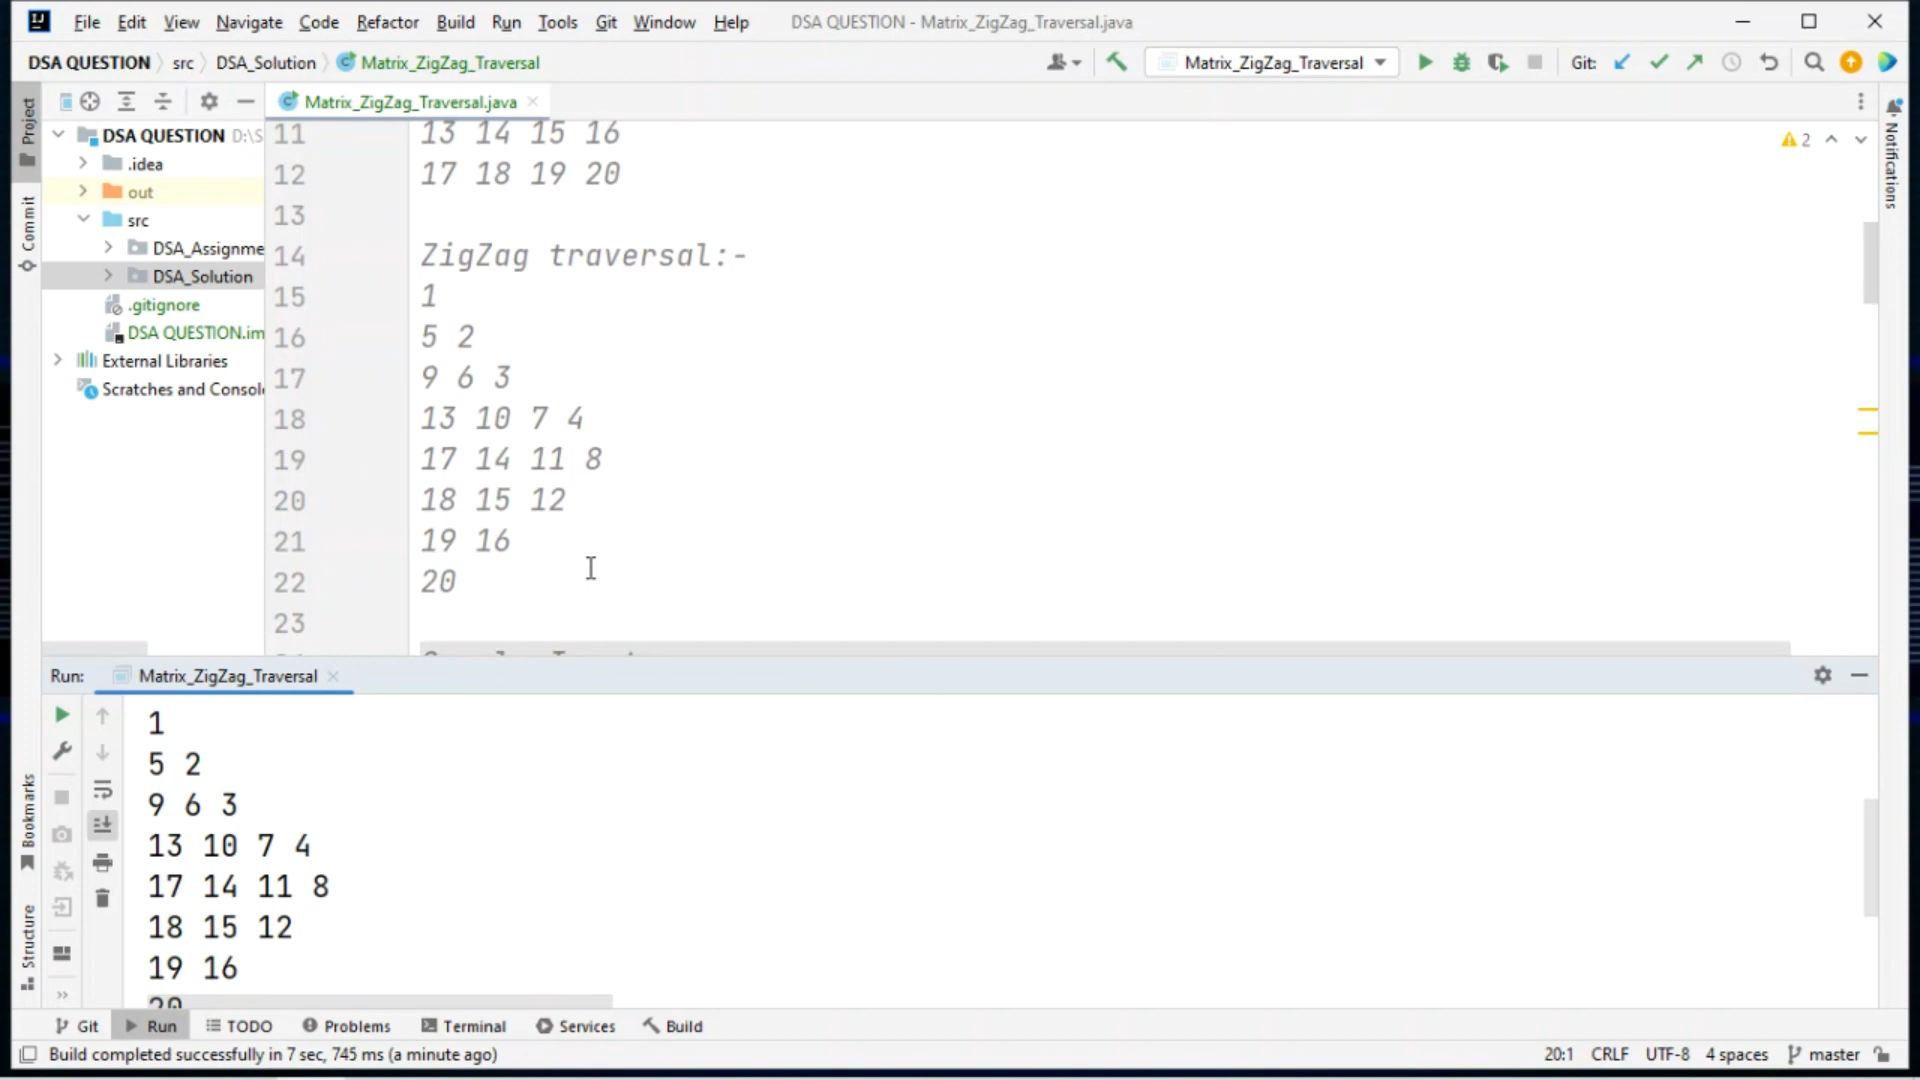 File Edit View Navigate Code Refactor Build Run Tools Git Window Help DSA QUESTION - Matrix_ZigZag_Traversal.java
DSA QUESTION src DSA_Solution Matrix_ZigZag_Traversal Matrix_ZigZag_Traversal Git:
Matrix_ZigZag_Traversal.java
Project
Commit
Bookmarks
Structure
Notifications
DSA QUESTION D:\S
.idea
out
src
DSA_Assignme
DSA_Solution
.gitignore
DSA QUESTION.im
External Libraries
Scratches and Consol
2
11 13 14 15 16
12 17 18 19 20
13
14 ZigZag traversal:-
15 1
16 5 2
17 9 6 3
18 13 10 7 4
19 17 14 11 8
20 18 15 12
21 19 16
22 20
23
Run: Matrix_ZigZag_Traversal
1
5 2
9 6 3
13 10 7 4
17 14 11 8
18 15 12
19 16
20
Git Run TODO Problems Terminal Services Build
Build completed successfully in 7 sec, 745 ms (a minute ago) 20:1 CRLF UTF-8 4 spaces master